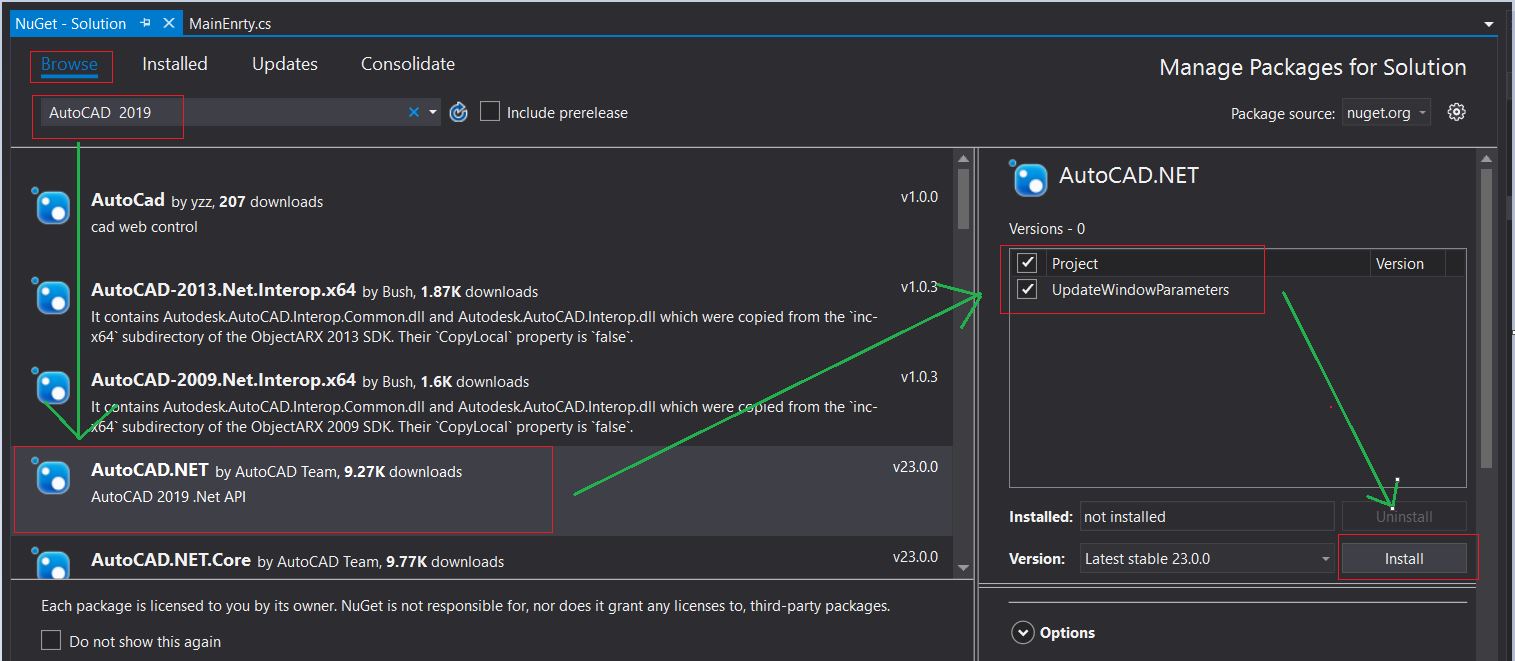 NuGet - Solution
MainEnrty.cs
Browse Installed Updates Consolidate
Manage Packages for Solution
AutoCAD  2019
Include prerelease
Package source: nuget.org
AutoCad by yzz, 207 downloads
v1.0.0
cad web control
AutoCAD-2013.Net.Interop.x64 by Bush, 1.87K downloads
v1.0.3
It contains Autodesk.AutoCAD.Interop.Common.dll and Autodesk.AutoCAD.Interop.dll which were copied from the `inc-
x64` subdirectory of the ObjectARX 2013 SDK. Their `CopyLocal` property is `false`.
AutoCAD-2009.Net.Interop.x64 by Bush, 1.6K downloads
v1.0.3
It contains Autodesk.AutoCAD.Interop.Common.dll and Autodesk.AutoCAD.Interop.dll which were copied from the `inc-
x64` subdirectory of the ObjectARX 2009 SDK. Their `CopyLocal` property is `false`.
AutoCAD.NET by AutoCAD Team, 9.27K downloads
v23.0.0
AutoCAD 2019 .Net API
AutoCAD.NET.Core by AutoCAD Team, 9.77K downloads
v23.0.0
Each package is licensed to you by its owner. NuGet is not responsible for, nor does it grant any licenses to, third-party packages.
Do not show this again
AutoCAD.NET
Versions - 0
Project Version
UpdateWindowParameters
Installed: not installed Uninstall
Version: Latest stable 23.0.0 Install
Options